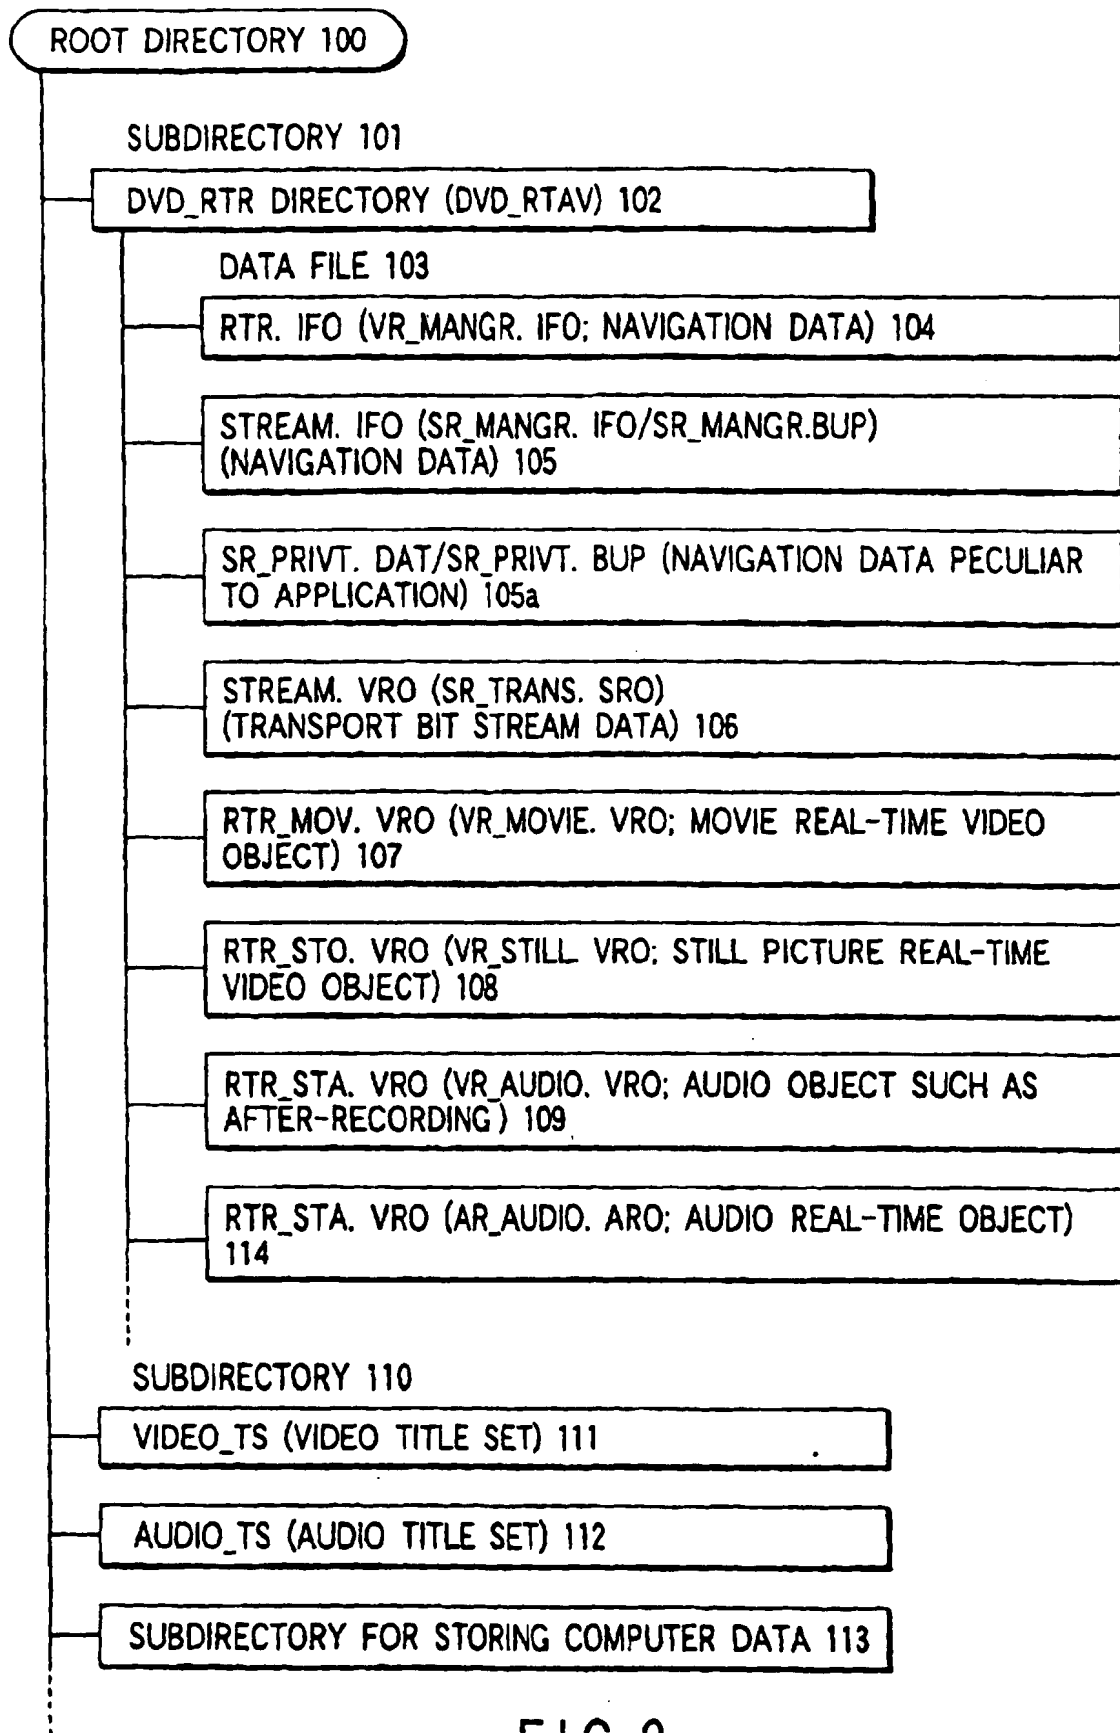 ROOT DIRECTORY 100
SUBDIRECTORY 101
DVD_RTR DIRECTORY (DVD_RTAV) 102
DATA FILE 103
RTR. IFO (VR_MANGR. IFO; NAVIGATION DATA) 104
STREAM. IFO (SR_MANGR. IFO/SR_MANGR.BUP)
(NAVIGATION DATA) 105
SR_PRIVT. DAT/SR_PRIVT. BUP (NAVIGATION DATA PECULIAR
TO APPLICATION) 105a
STREAM. VRO (SR_TRANS. SRO)
(TRANSPORT BIT STREAM DATA) 106
RTR_MOV. VRO (VR_MOVIE. VRO; MOVIE REAL-TIME VIDEO
OBJECT) 107
RTR_STO. VRO (VR_STILL. VRO; STILL PICTURE REAL-TIME
VIDEO OBJECT) 108
RTR_STA. VRO (VR_AUDIO. VRO; AUDIO OBJECT SUCH AS
AFTER-RECORDING) 109
RTR_STA. VRO (AR_AUDIO. ARO; AUDIO REAL-TIME OBJECT)
114
SUBDIRECTORY 110
VIDEO_TS (VIDEO TITLE SET) 111
AUDIO_TS (AUDIO TITLE SET) 112
SUBDIRECTORY FOR STORING COMPUTER DATA 113